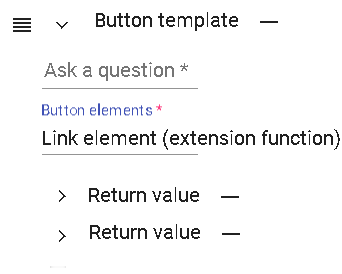 Button template —
Ask a question *
Button elements *
Link element (extension function)
Return value —
Return value —